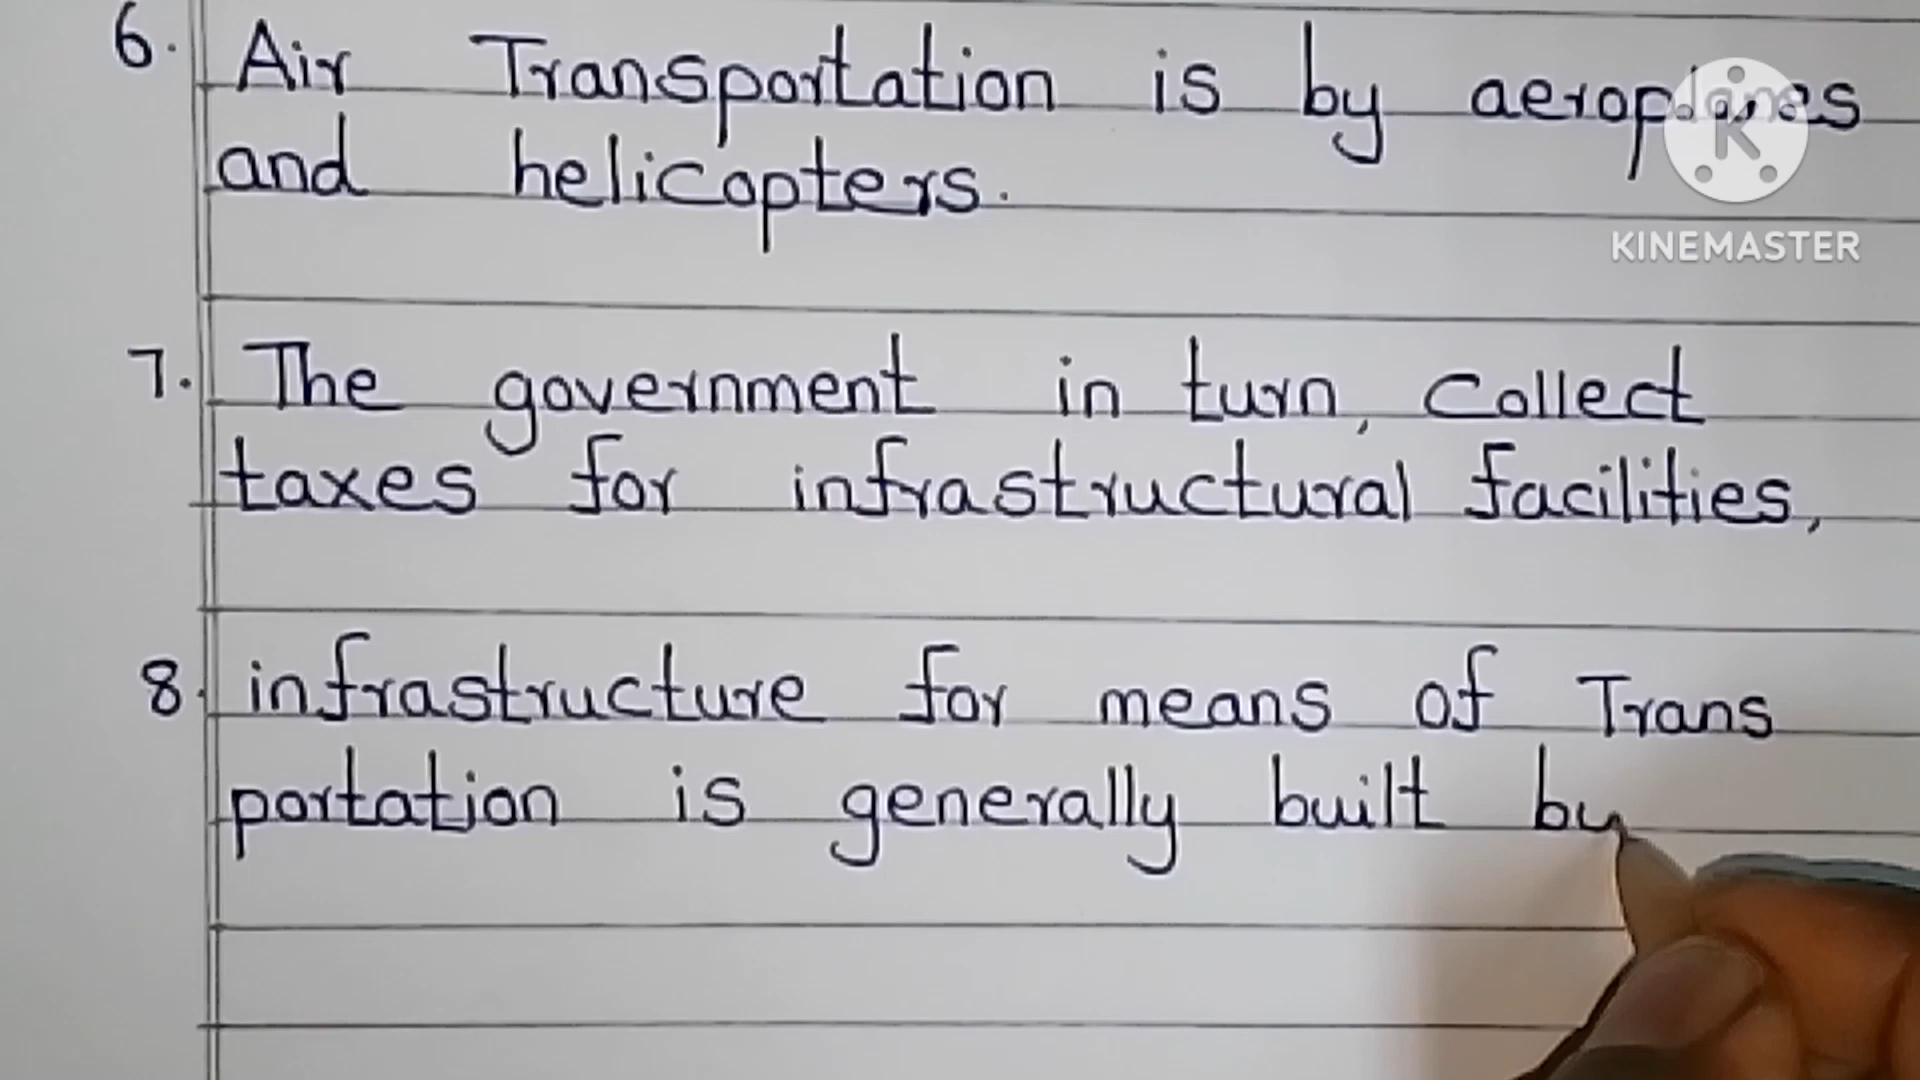 6. Air Transportation is by aeroplanes
and helicopters.
KINEMASTER
7. The government in turn, collect
taxes for infrastructural facilities,
8. infrastructure for means of Trans
portation is generally built by